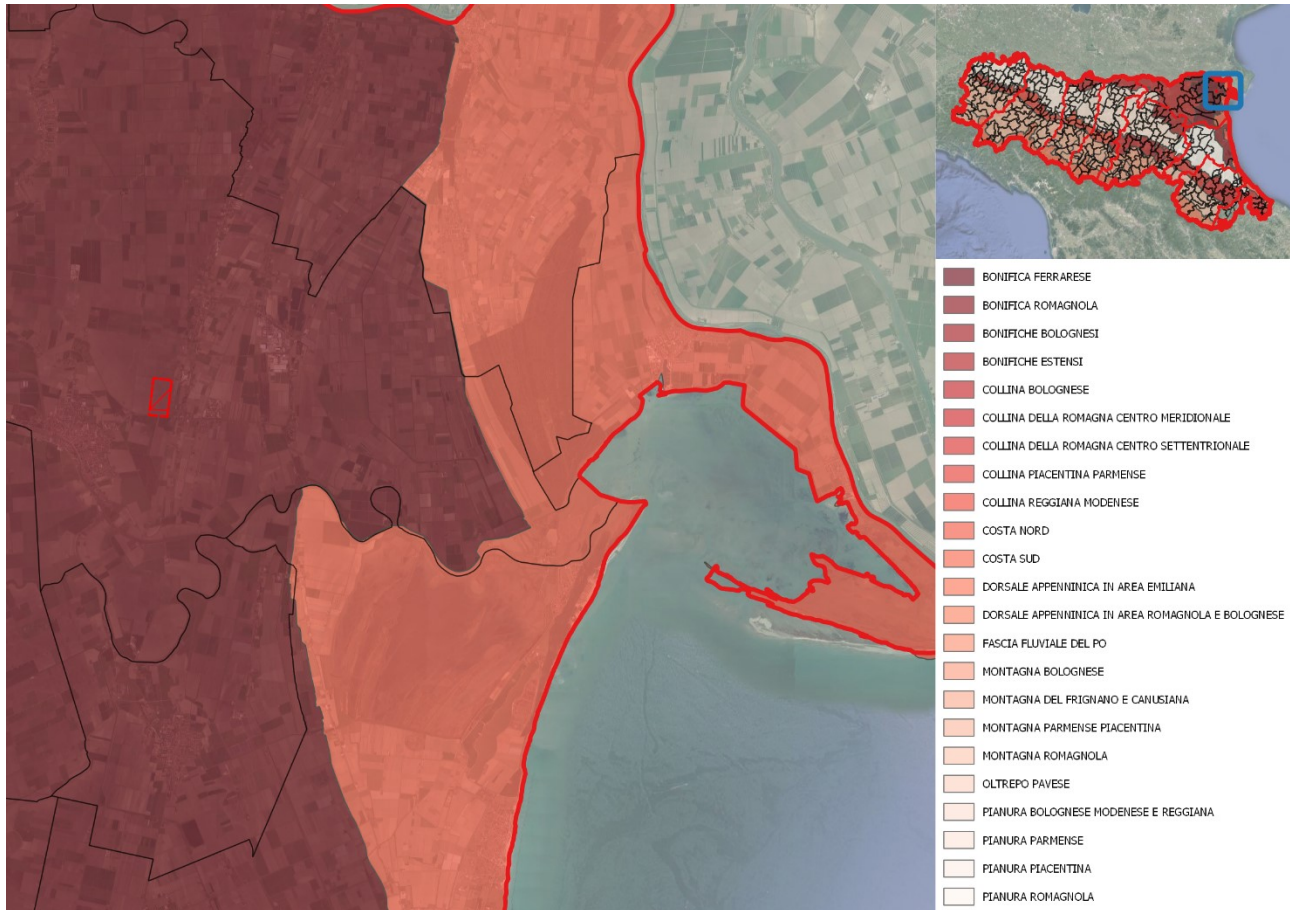 BONIFICA FERRARESE
BONIFICA ROMAGNOLA
BONIFICHE BOLOGNESI
BONIFICHE ESTENSI
COLLINA BOLOGNESE
COLLINA DELLA ROMAGNA CENTRO MERIDIONALE
COLLINA DELLA ROMAGNA CENTRO SETTENTRIONALE
COLLINA PIACENTINA PARMENSE
COLLINA REGGIANA MODENESE
COSTA NORD
COSTA SUD
DORSALE APPENNINICA IN AREA EMILIANA
DORSALE APPENNINICA IN AREA ROMAGNOLA E BOLOGNESE
FASCIA FLUVIALE DEL PO
MONTAGNA BOLOGNESE
MONTAGNA DEL FRIGNANO E CANUSIANA
MONTAGNA PARMENSE PIACENTINA
MONTAGNA ROMAGNOLA
OLTREPO PAVESE
PIANURA BOLOGNESE MODENESE E REGGIANA
PIANURA PARMENSE
PIANURA PIACENTINA
PIANURA ROMAGNOLA